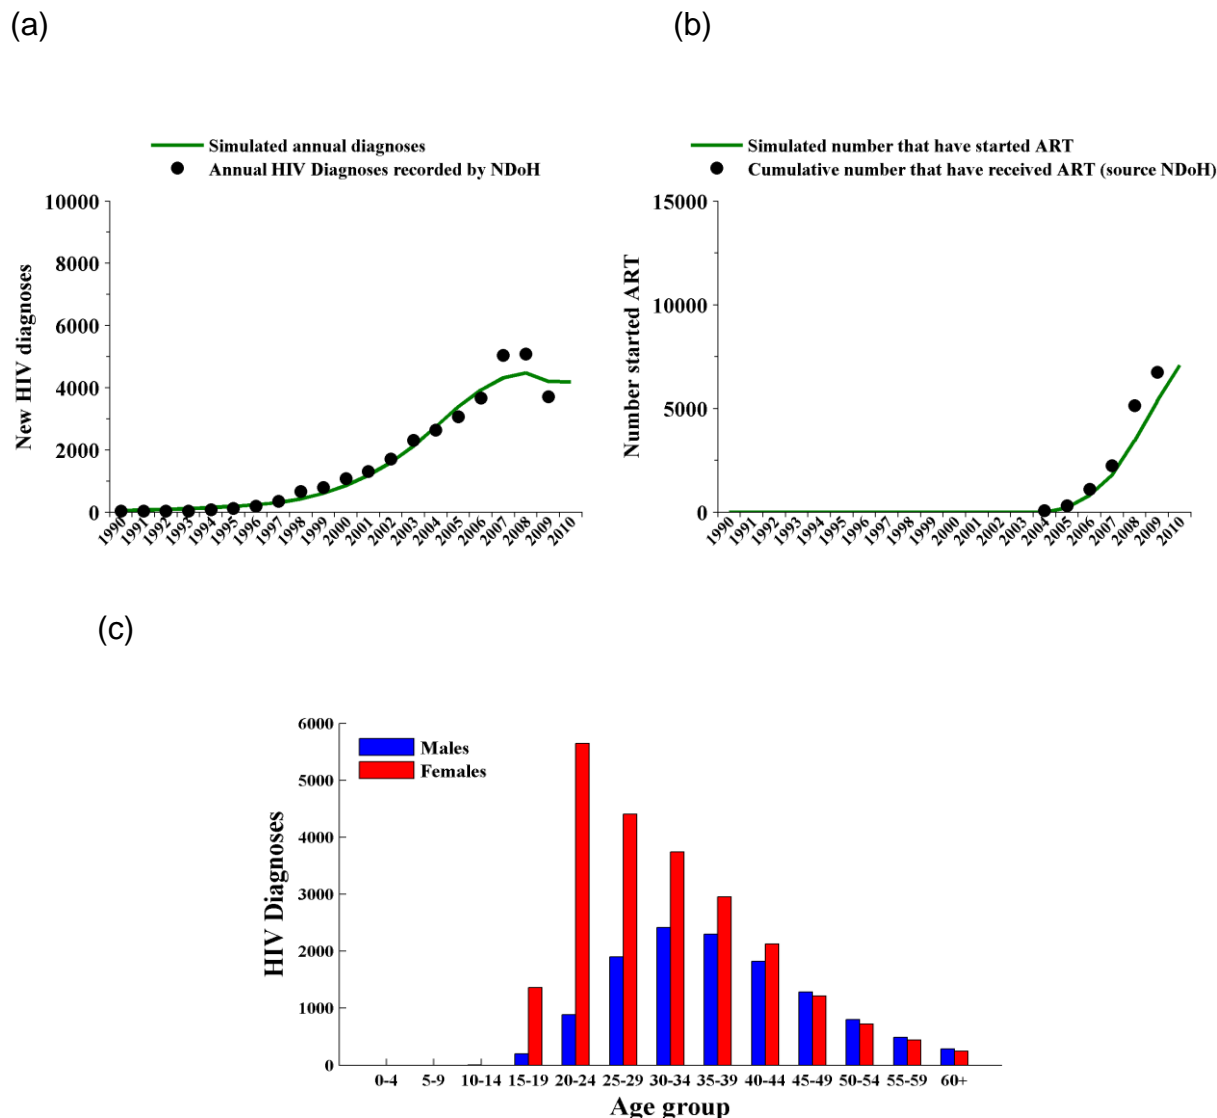 (a)
(b)
Simulated annual diagnoses
Annual HIV Diagnoses recorded by NDoH
Simulated number that have started ART
Cumulative number that have received ART (source NDoH)
New HIV diagnoses
10000
8000
6000
4000
2000
0
1990 1991 1992 1993 1994 1995 1996 1997 1998 1999 2000 2001 2002 2003 2004 2005 2006 2007 2008 2009 2010
Number started ART
15000
10000
5000
0
1990 1991 1992 1993 1994 1995 1996 1997 1998 1999 2000 2001 2002 2003 2004 2005 2006 2007 2008 2009 2010
(c)
HIV Diagnoses
6000
5000
4000
3000
2000
1000
0
Males
Females
0-4 5-9 10-14 15-19 20-24 25-29 30-34 35-39 40-44 45-49 50-54 55-59 60+
Age group